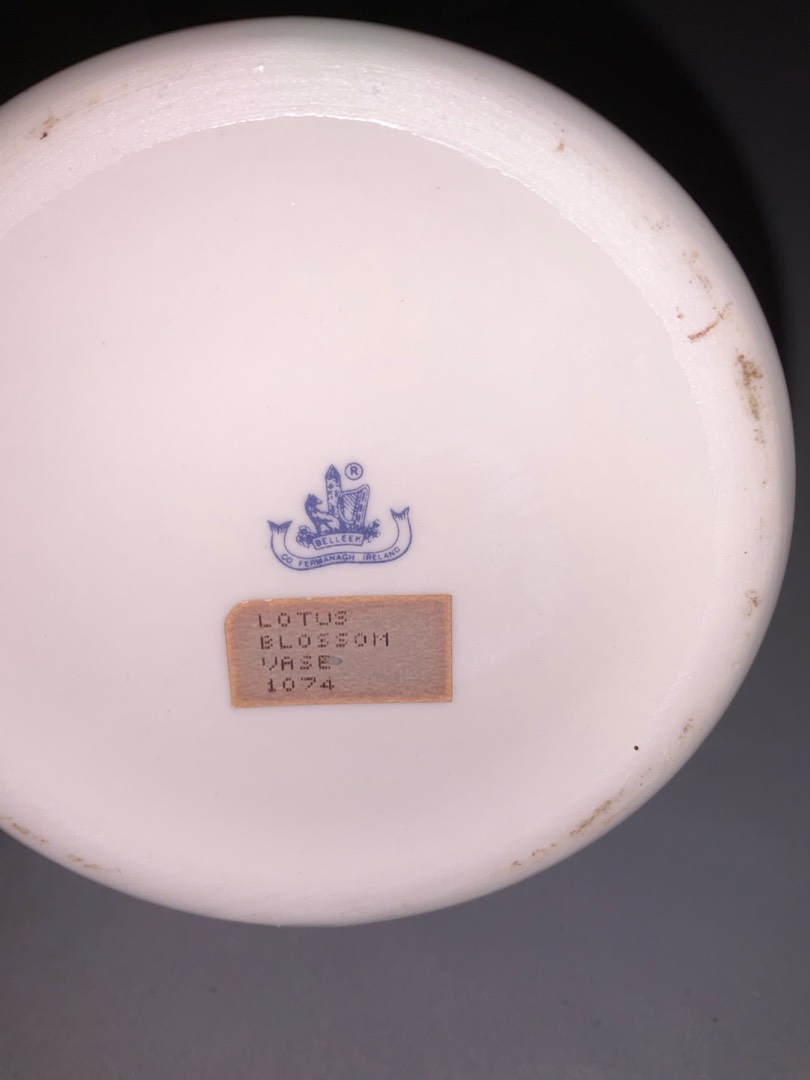 ®
BELLEEK
CO FERMANAGH IRELAND
LOTUS
BLOSSOM
VASE
1074